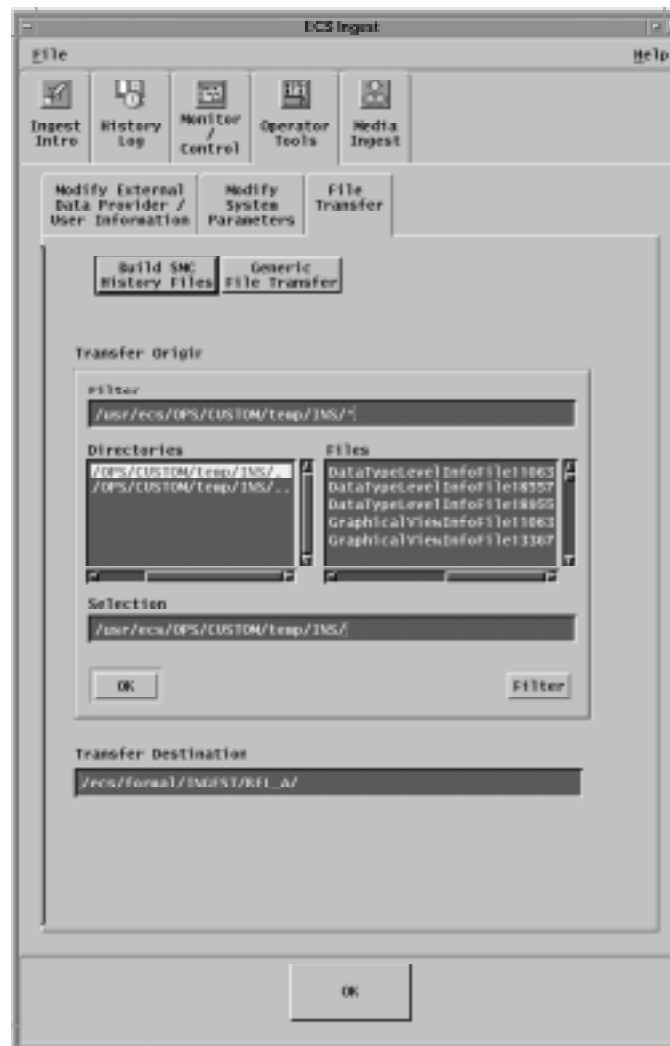 ECS Ingest
File Help
Ingest
Intro
History
Log
Monitor
/
Control
Operator
Tools
Media
Ingest
Modify External
Data Provider /
User Information
Modify
System
Parameters
File
Transfer
Build SMC
History Files
Generic
File Transfer
Transfer Origin
Filter
/usr/ecs/OPS/CUSTOM/temp/INS/*
Directories
/OPS/CUSTOM/temp/INS/.
/OPS/CUSTOM/temp/INS/..
Files
DataTypeLevelInfoFile11063
DataTypeLevelInfoFile18557
DataTypeLevelInfoFile18955
GraphicalViewInfoFile11063
GraphicalViewInfoFile13367
Selection
/usr/ecs/OPS/CUSTOM/temp/INS/
OK
Filter
Transfer Destination
/ecs/formal/INGEST/REL_A/
OK